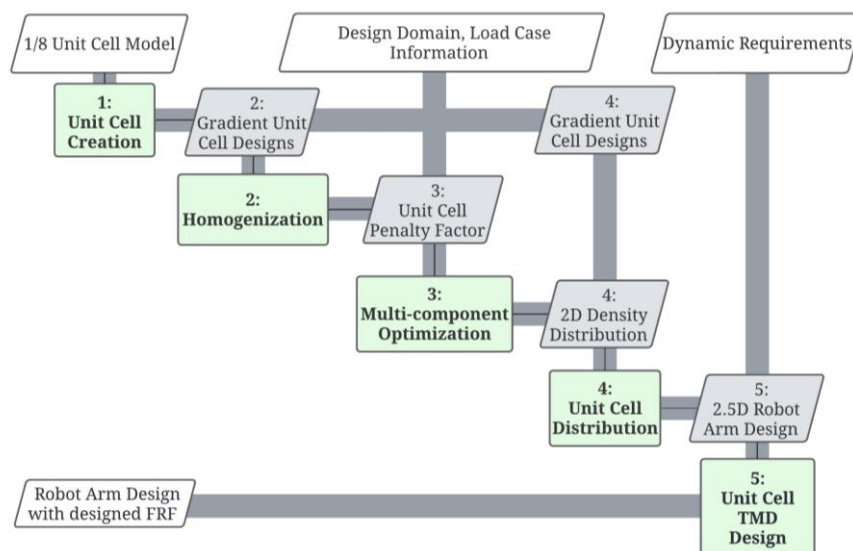 1/8 Unit Cell Model
Design Domain, Load Case
Information
Dynamic Requirements
1:
Unit Cell
Creation
2:
Gradient Unit
Cell Designs
4:
Gradient Unit
Cell Designs
2:
Homogenization
3:
Unit Cell
Penalty Factor
3:
Multi-component
Optimization
4:
2D Density
Distribution
4:
Unit Cell
Distribution
5:
2.5D Robot
Arm Design
Robot Arm Design
with designed FRF
5:
Unit Cell
TMD
Design